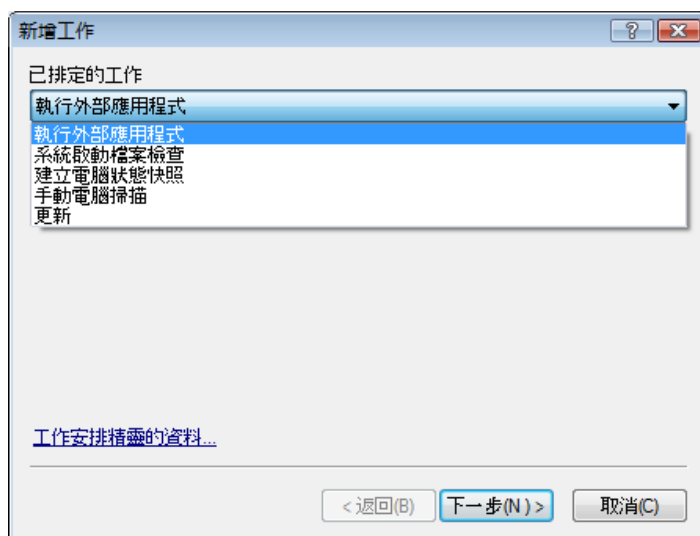 新增工作
已排定的工作
執行外部應用程式
執行外部應用程式
系統啟動檔案檢查
建立電腦狀態快照
手動電腦掃描
更新
工作安排精靈的資料...
< 返回(B) 下一步(N) > 取消(C)